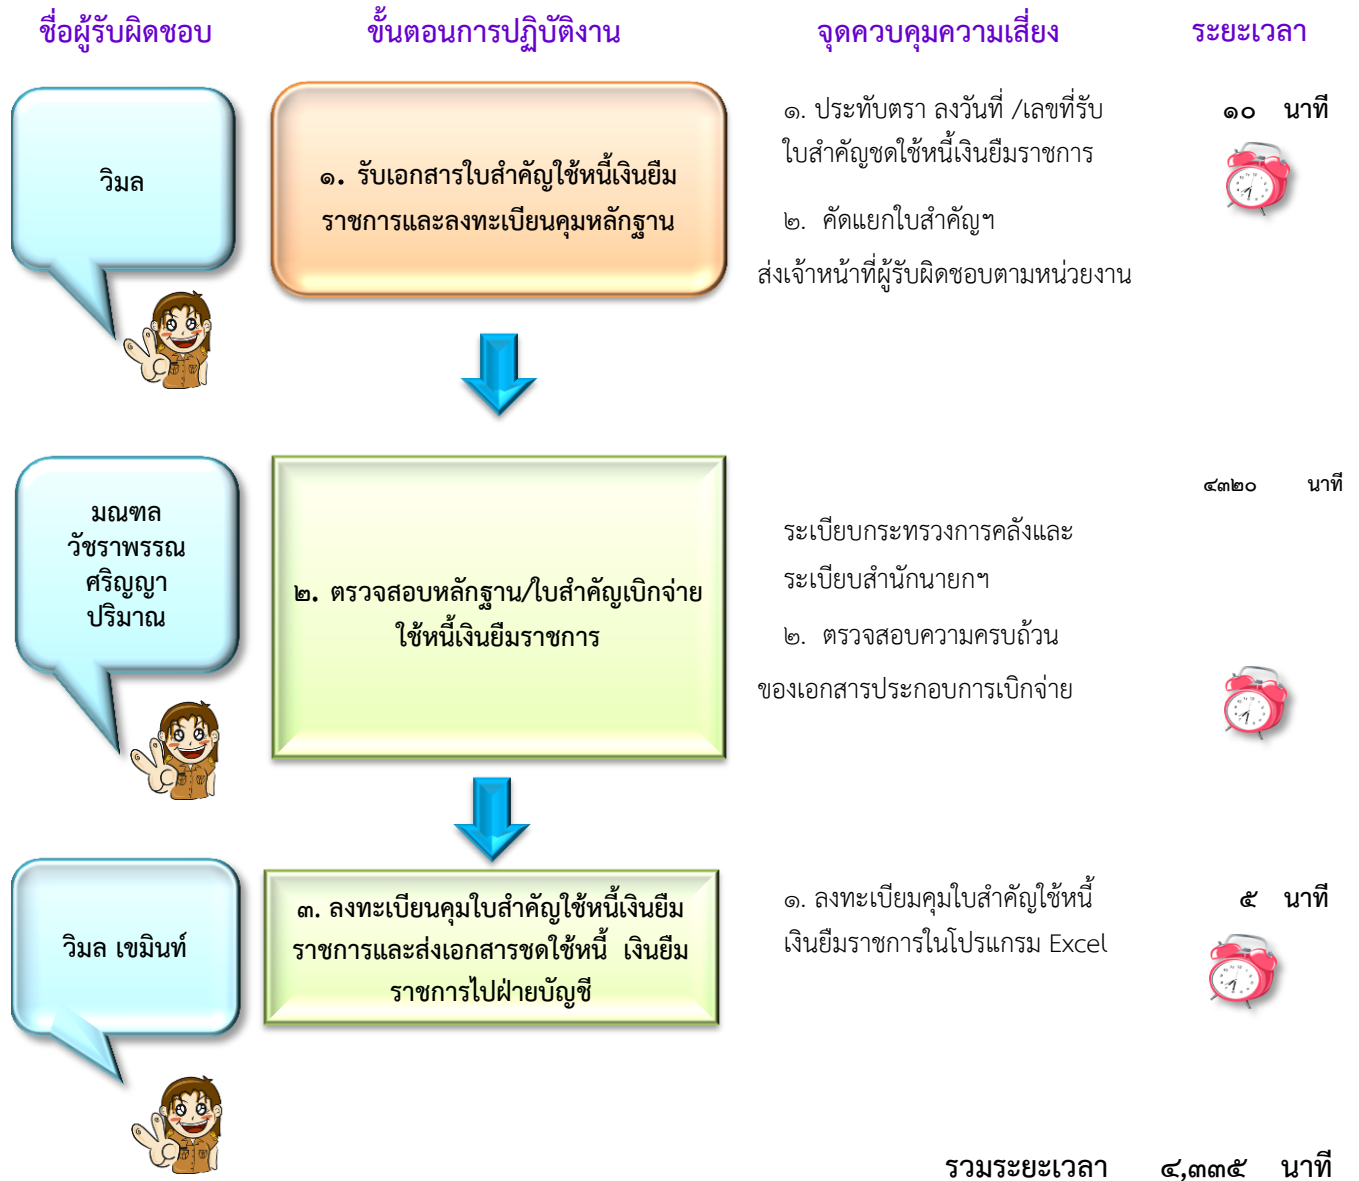 ชื่อผู้รับผิดชอบ ขั้นตอนการปฏิบัติงาน จุดควบคุมความเสี่ยง ระยะเวลา
วิมล
๑. รับเอกสารใบสำคัญใช้หนี้เงินยืม
ราชการและลงทะเบียนคุมหลักฐาน
๑. ประทับตรา ลงวันที่ /เลขที่รับ
ใบสำคัญชดใช้หนี้เงินยืมราชการ
๒. คัดแยกใบสำคัญฯ
ส่งเจ้าหน้าที่ผู้รับผิดชอบตามหน่วยงาน
๑๐ นาที
มณฑล
วัชราพรรณ
ศริญญา
ปริมาณ
๒. ตรวจสอบหลักฐาน/ใบสำคัญเบิกจ่าย
ใช้หนี้เงินยืมราชการ
ระเบียบกระทรวงการคลังและ
ระเบียบสำนักนายกฯ
๒. ตรวจสอบความครบถ้วน
ของเอกสารประกอบการเบิกจ่าย
๔๓๒๐ นาที
วิมล เขมินท์
๓. ลงทะเบียนคุมใบสำคัญใช้หนี้เงินยืม
ราชการและส่งเอกสารชดใช้หนี้ เงินยืม
ราชการไปฝ่ายบัญชี
๑. ลงทะเบียมคุมใบสำคัญใช้หนี้
เงินยืมราชการในโปรแกรม Excel
๕ นาที
รวมระยะเวลา ๔,๓๓๕ นาที